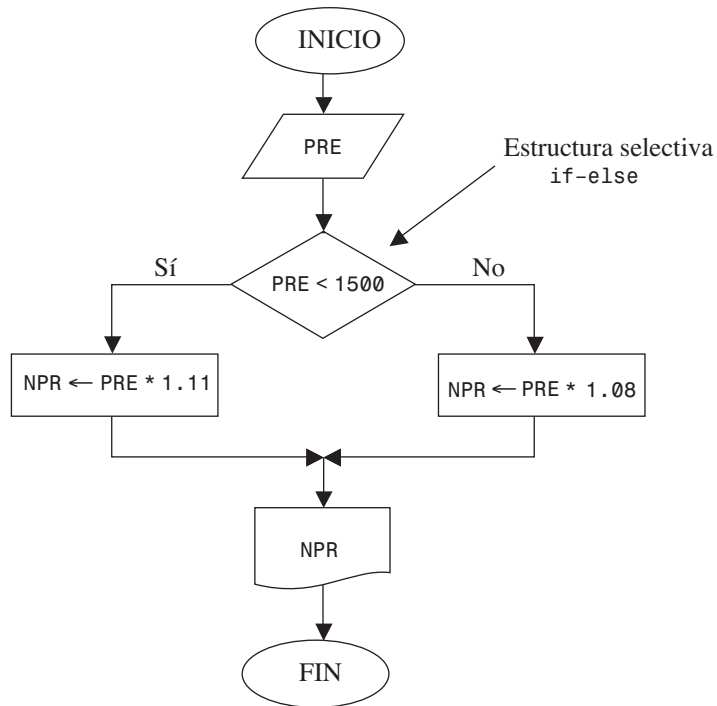 INICIO
PRE
Estructura selectiva
if-else
Sí
PRE < 1500
No
NPR ← PRE * 1.11
NPR ← PRE * 1.08
NPR
FIN